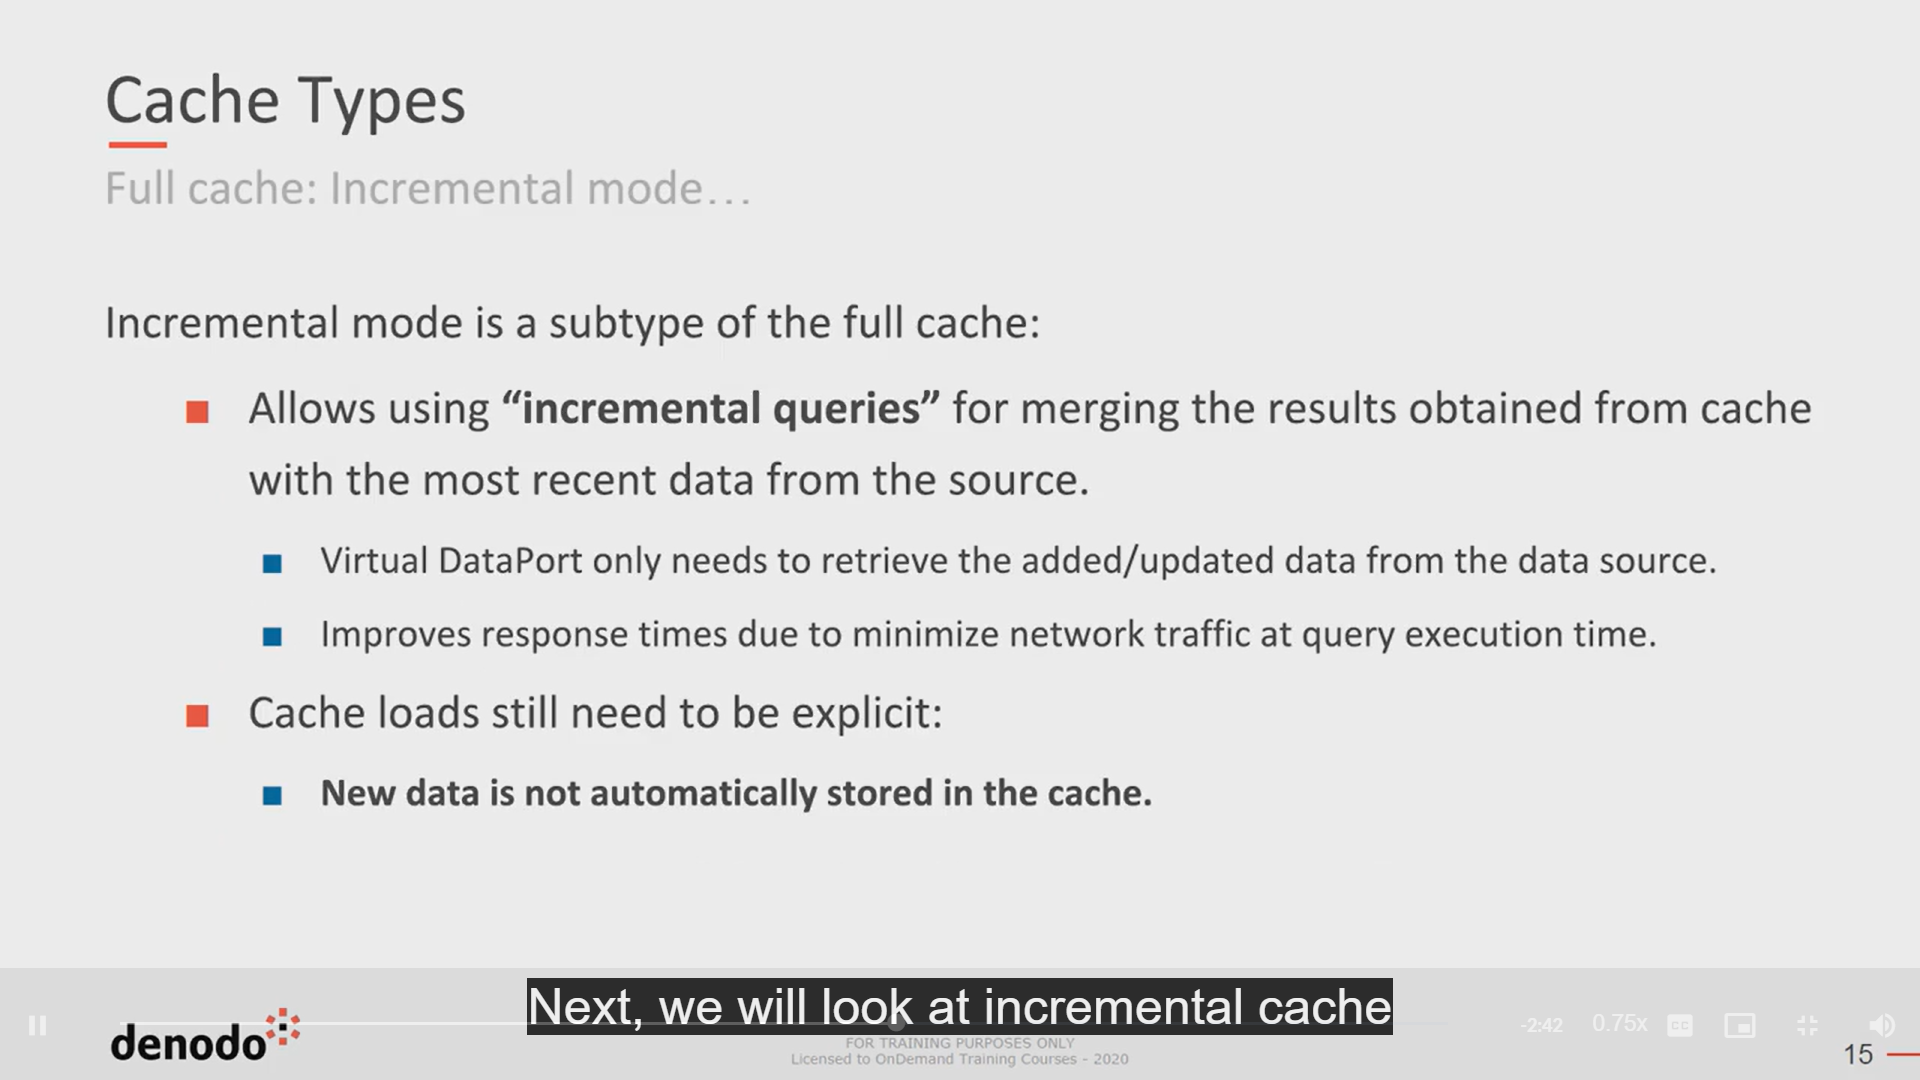 Cache Types
Full cache: Incremental mode…
Incremental mode is a subtype of the full cache:
Allows using “incremental queries” for merging the results obtained from cache
with the most recent data from the source.
Virtual DataPort only needs to retrieve the added/updated data from the data source.
Improves response times due to minimize network traffic at query execution time.
Cache loads still need to be explicit:
New data is not automatically stored in the cache.
Next, we will look at incremental cache
denodo
-2:42
0.75x
CC
FOR TRAINING PURPOSES ONLY
Licensed to OnDemand Training Courses - 2020
15